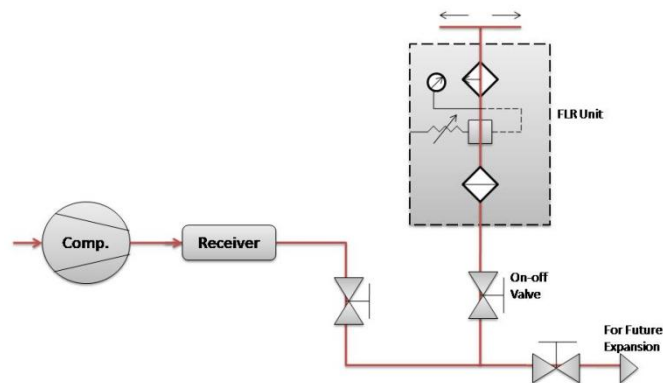 FLR Unit
Comp.
Receiver
On-off
Valve
For Future
Expansion